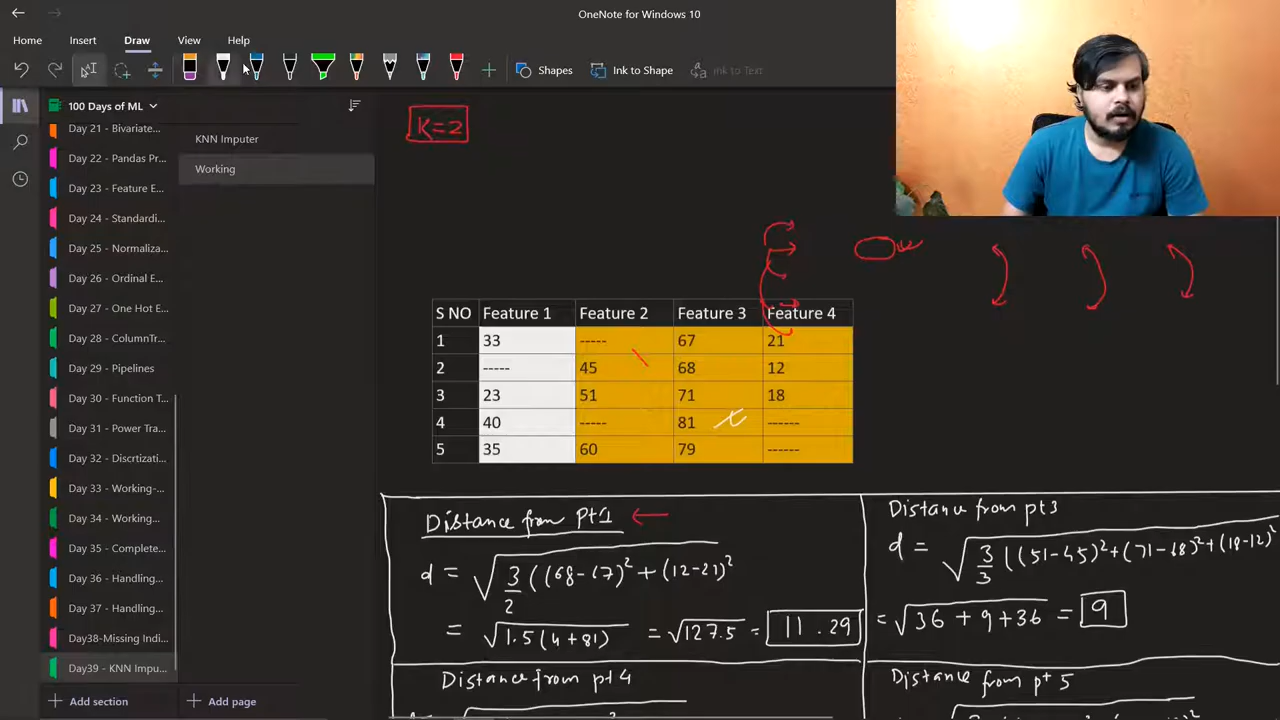 OneNote for Windows 10
Home Insert Draw View Help
Shapes Ink to Shape Ink to Text
100 Days of ML
Day 21 - Bivariate...
Day 22 - Pandas Pr...
Day 23 - Feature E...
Day 24 - Standardi...
Day 25 - Normaliza...
Day 26 - Ordinal E...
Day 27 - One Hot E...
Day 28 - ColumnTr...
Day 29 - Pipelines
Day 30 - Function T...
Day 31 - Power Tra...
Day 32 - Discrtizati...
Day 33 - Working-...
Day 34 - Working...
Day 35 - Complete...
Day 36 - Handling...
Day 37 - Handling...
Day38-Missing Indi...
Day39 - KNN Impu...
Add section
KNN Imputer
Working
Add page
K=2
S NO Feature 1 Feature 2 Feature 3 Feature 4
1 33 ----- 67 21
2 ----- 45 68 12
3 23 51 71 18
4 40 ----- 81 ------
5 35 60 79 ------
Distance from Pt1
d = √3/2 ((68-67)² + (12-21)²
= √1.5(4+81) = √127.5 = 11.29
Distance from pt3
d = √3/3 ((51-45)²+(71-68)²+(18-12)²
= √36+9+36 = 9
Distance from pt 4
Distance from pt 5